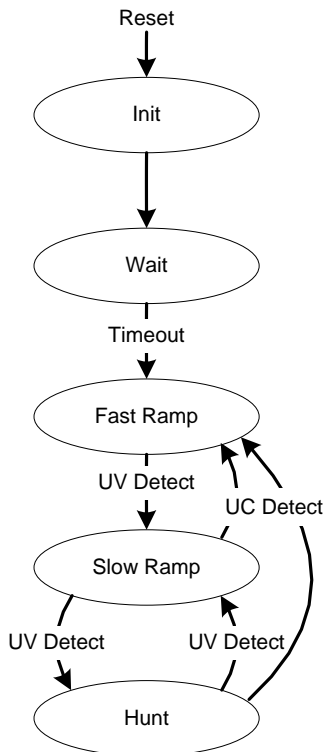 Reset
Init
Wait
Timeout
Fast Ramp
UV Detect
UC Detect
Slow Ramp
UV Detect
UV Detect
Hunt